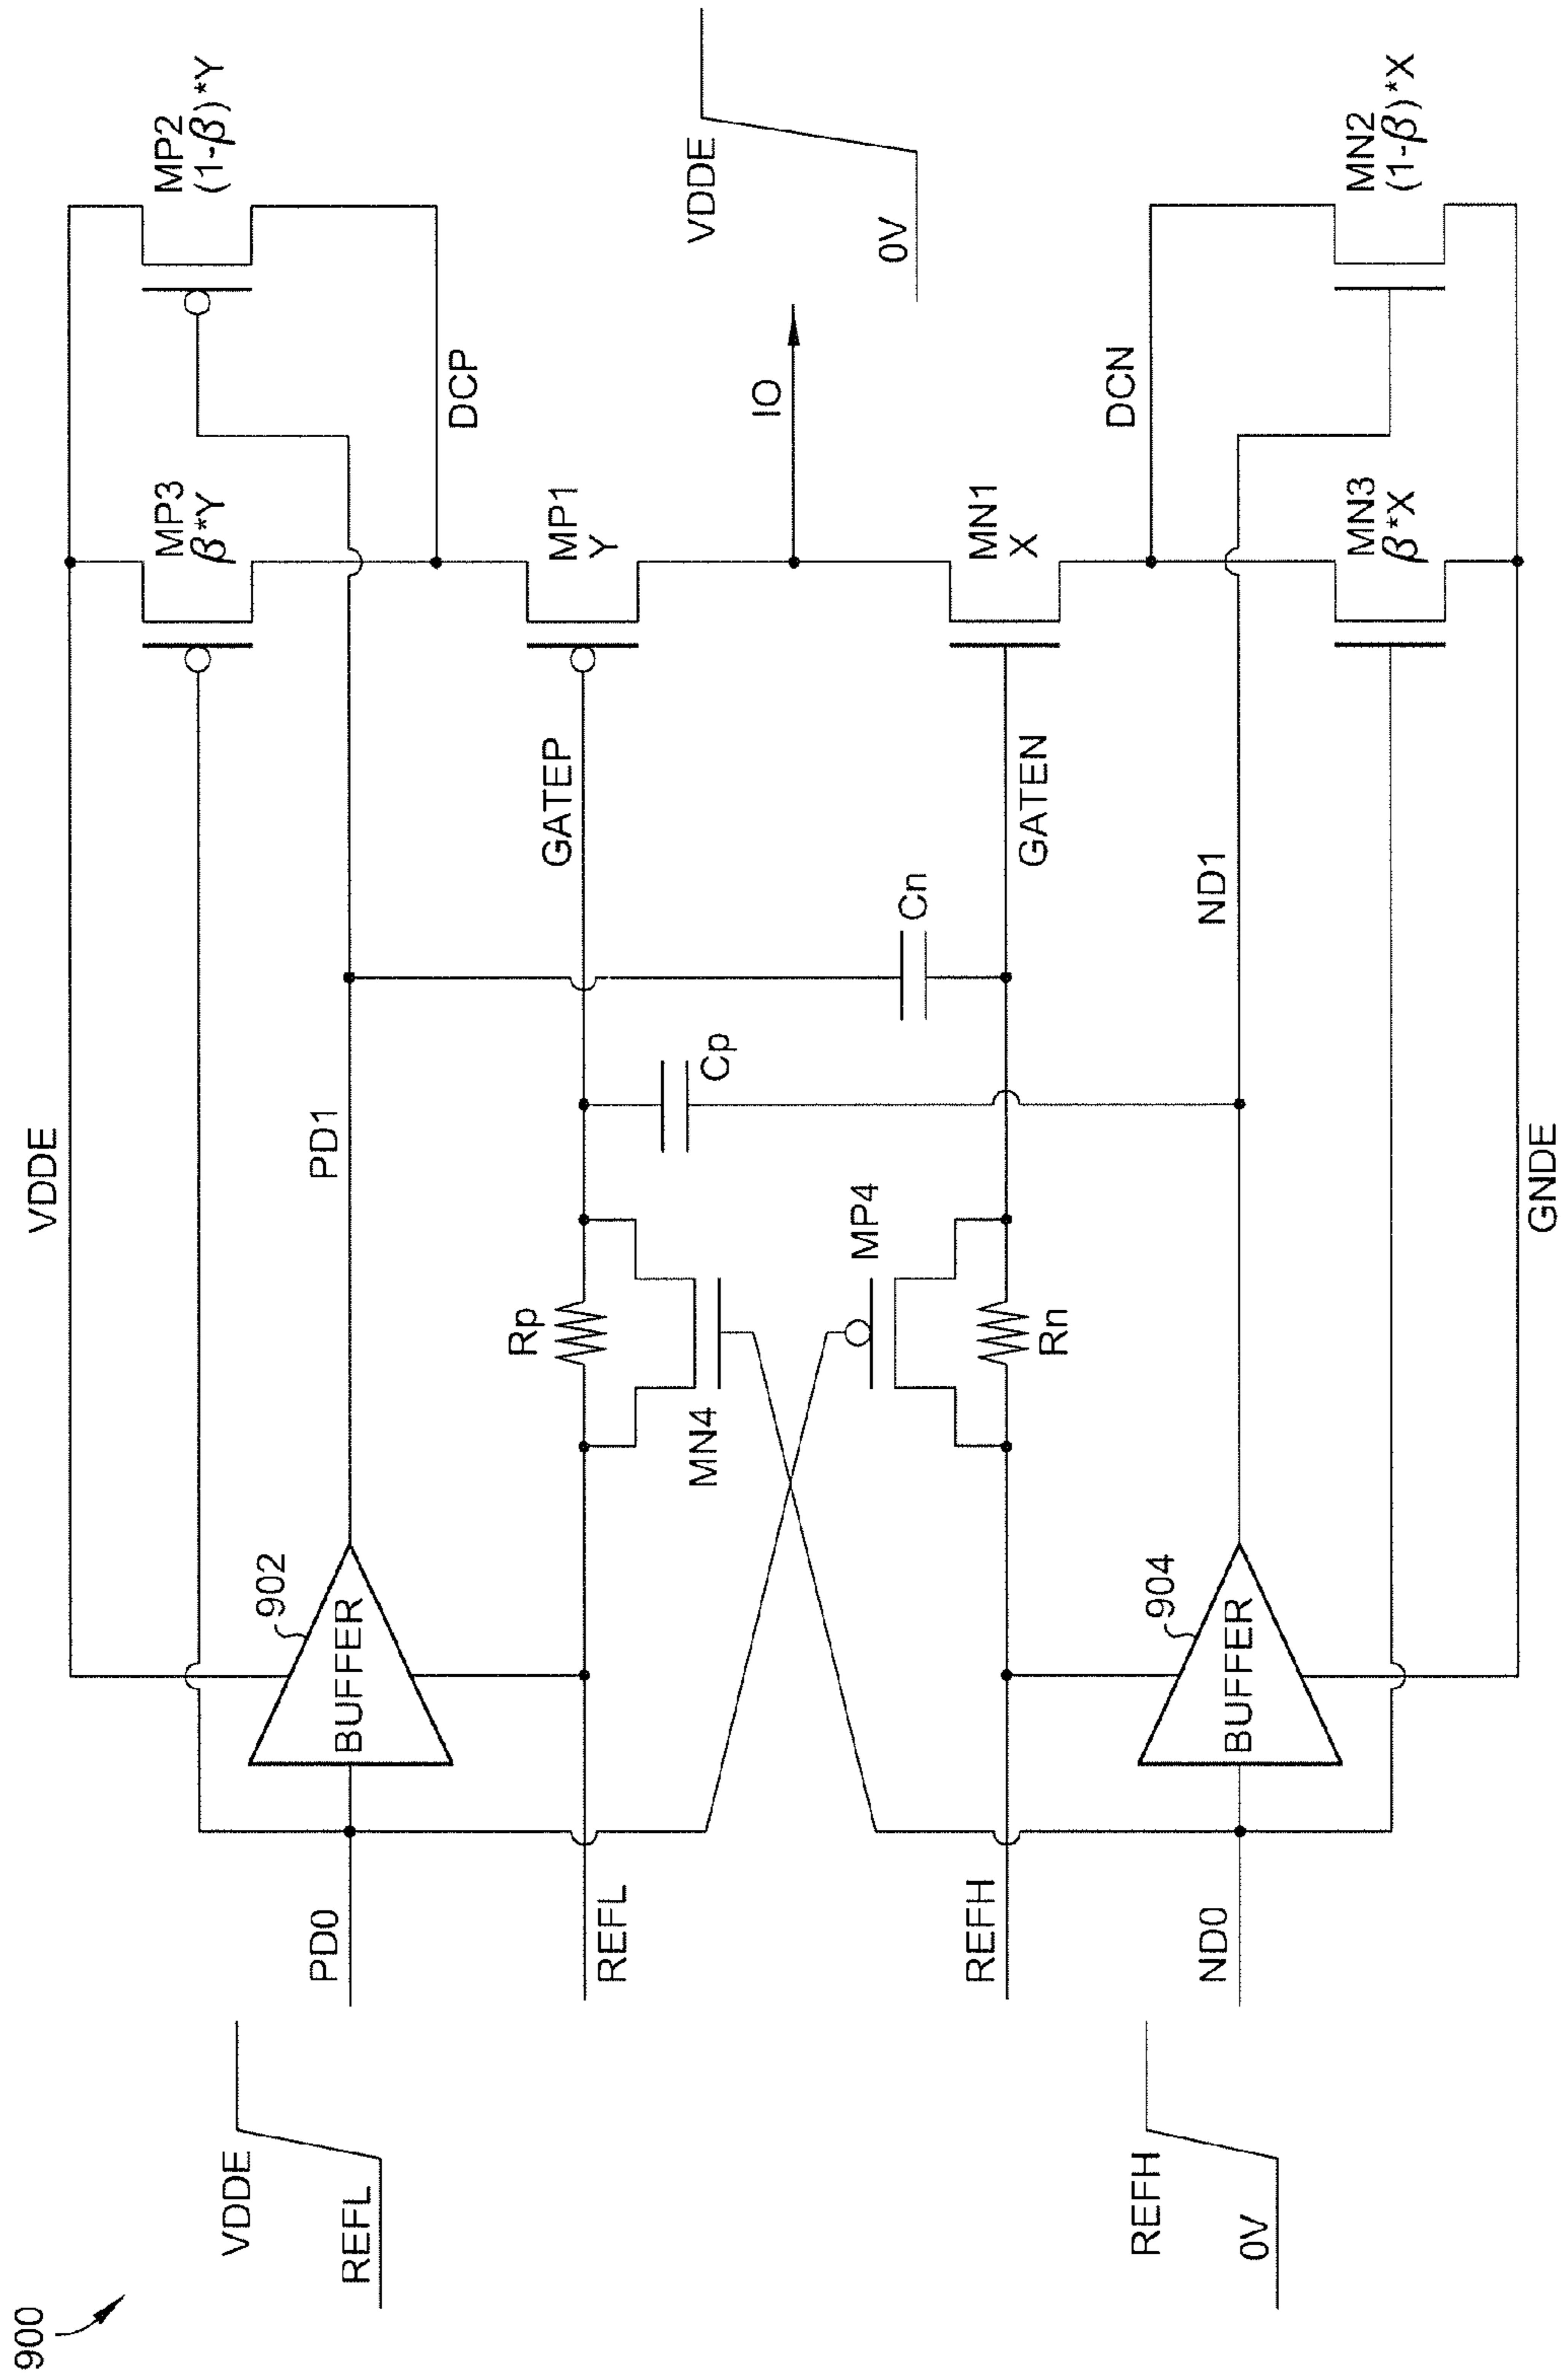 900
VDDE
MP3
β*Y
MP2
(1-β)*Y
VDDE
REFL
PD0
BUFFER
902
PD1
DCP
REFL
Rp
MN4
Cp
GATEP
MP1
Y
VDDE
0V
IO
REFH
MP4
Rn
Cn
GATEN
MN1
X
DCN
REFH
0V
ND0
BUFFER
904
ND1
MN3
β*X
MN2
(1-β)*X
GNDE